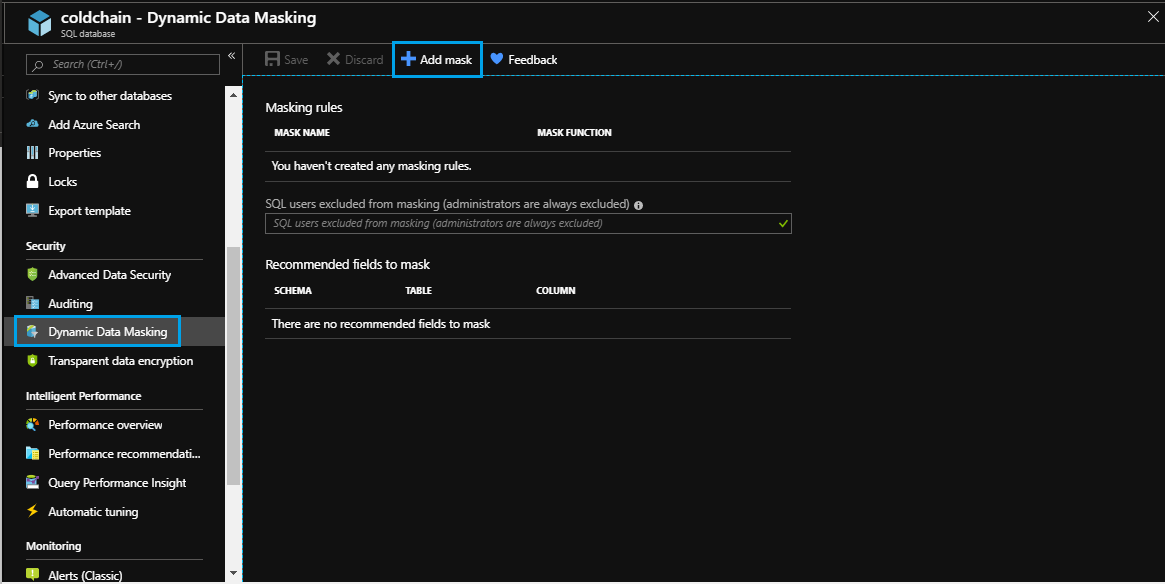 coldchain - Dynamic Data Masking
SQL database
Search (Ctrl+/)
«
Sync to other databases
Add Azure Search
Properties
Locks
Export template
Security
Advanced Data Security
Auditing
Dynamic Data Masking
Transparent data encryption
Intelligent Performance
Performance overview
Performance recommendati...
Query Performance Insight
Automatic tuning
Monitoring
Alerts (Classic)
Save Discard Add mask Feedback
Masking rules
MASK NAME MASK FUNCTION
You haven't created any masking rules.
SQL users excluded from masking (administrators are always excluded)
SQL users excluded from masking (administrators are always excluded)
Recommended fields to mask
SCHEMA TABLE COLUMN
There are no recommended fields to mask